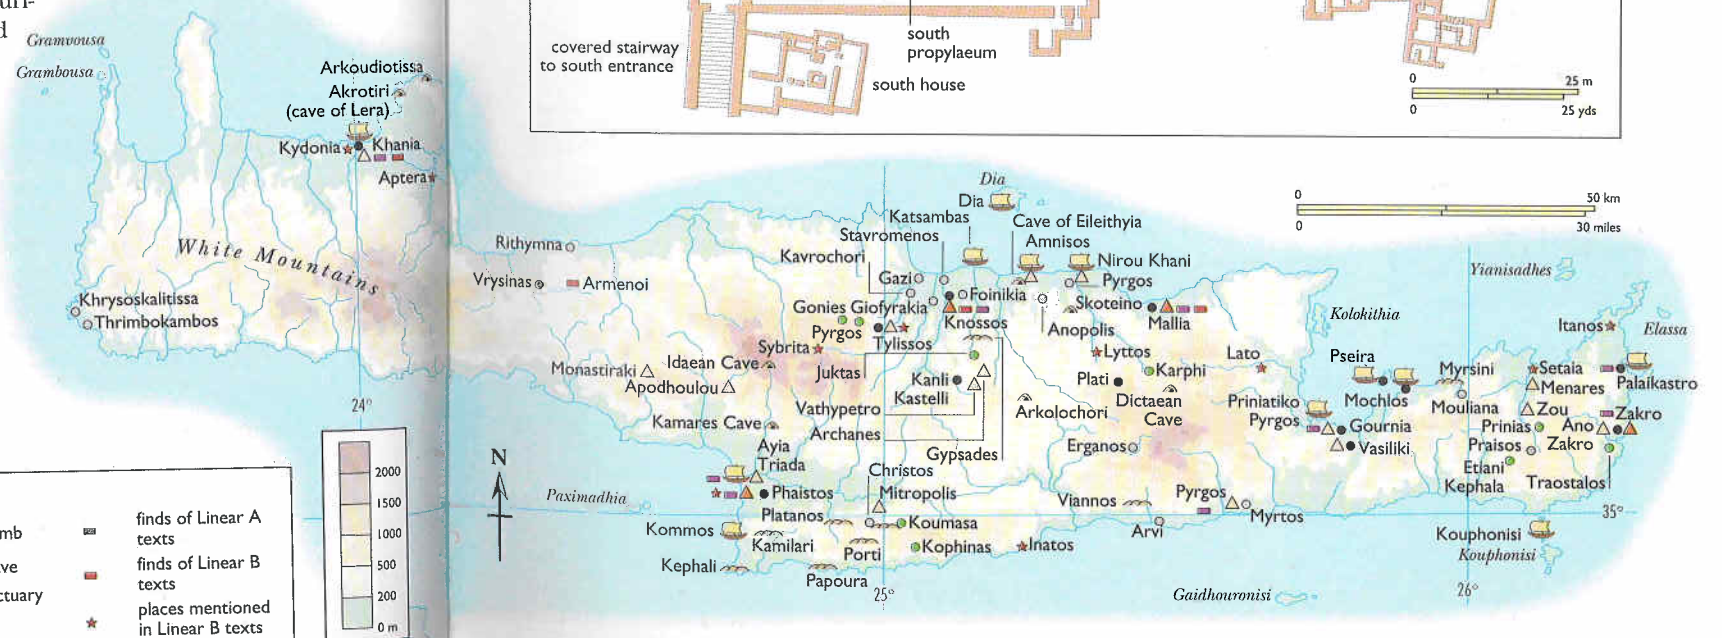 covered stairway
to south entrance
south
propylaeum
south house
0
25 m
0
25 yds
Gramvousa
Grambousa
Arkoudiotissa
Akrotiri
(cave of Lera)
Kydonia
Khania
Aptera
White Mountains
Khrysoskalitissa
Thrimbokambos
Rithymna
Vrysinas
Armenoi
Monastiraki
Apodhoulou
24°
Dia
Dia
Katsambas
Stavromenos
Kavrochori
Cave of Eileithyia
Amnisos
Nirou Khani
Gazi
Pyrgos
Foinikia
Skoteino
Gonies
Giofyrakia
Knossos
Mallia
Pyrgos
Tylissos
Anopolis
Sybrita
Idaean Cave
Juktas
Lyttos
Lato
Kanli
Kastelli
Plati
Karphi
Dictaean
Cave
Vathypetro
Archanes
Arkolochori
Gypsades
Erganos
Kamares Cave
Ayia
Triada
Christos
Mitropolis
Phaistos
Platanos
Koumasa
Kommos
Kamilari
Porti
Kophinas
Inatos
Kephali
Papoura
Viannos
Pyrgos
Myrtos
Arvi
25°
Gaidhouronisi
Paximadhia
N
0
50 km
0
30 miles
Yianisadhes
Kolokithia
Itanos
Elassa
Pseira
Mochlos
Myrsini
Setaia
Palaikastro
Menares
Priniatiko
Pyrgos
Gournia
Vasiliki
Mouliana
Zou
Zakro
Prinias
Ano
Zakro
Praisos
Etiani
Kephala
Traostalos
35°
Kouphonisi
Kouphonisi
26°
2000
1500
1000
500
200
0 m
finds of Linear A
texts
finds of Linear B
texts
places mentioned
in Linear B texts